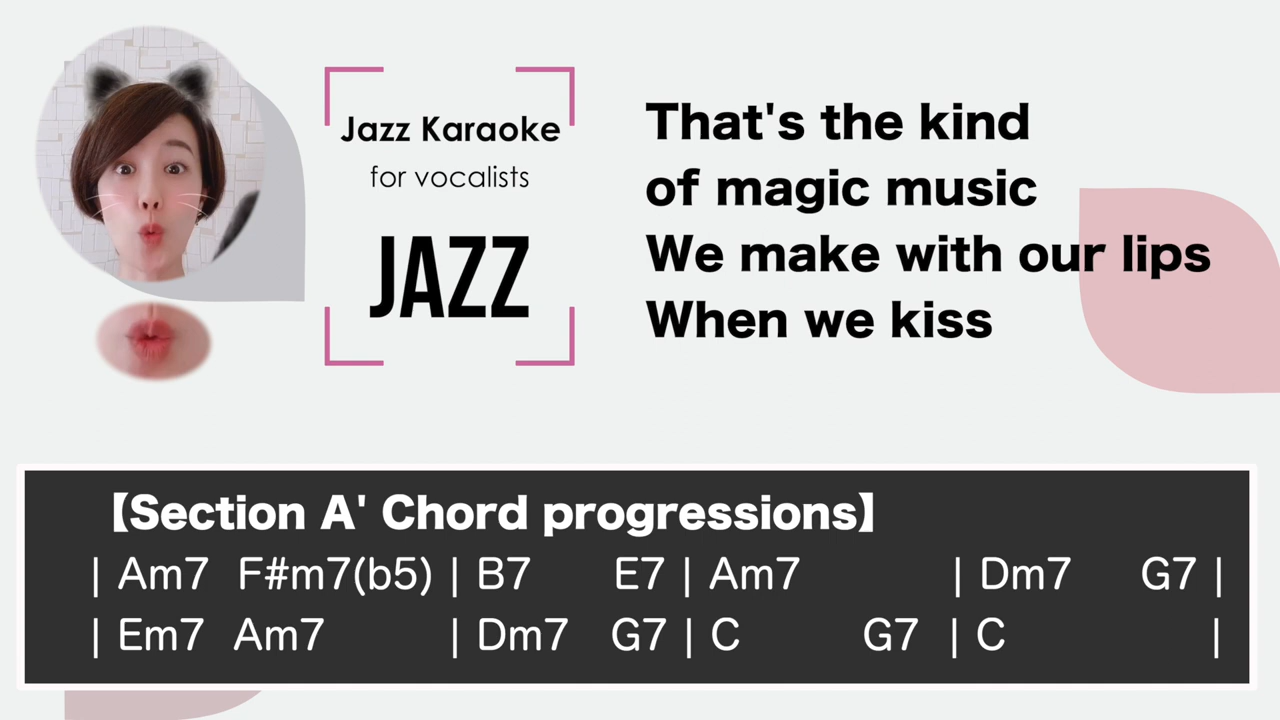 Jazz Karaoke
for vocalists
JAZZ
That's the kind
of magic music
We make with our lips
When we kiss
【Section A' Chord progressions】
| Am7 F#m7(b5) | B7 E7 | Am7 | Dm7 G7 |
| Em7 Am7 | Dm7 G7 | C G7 | C |